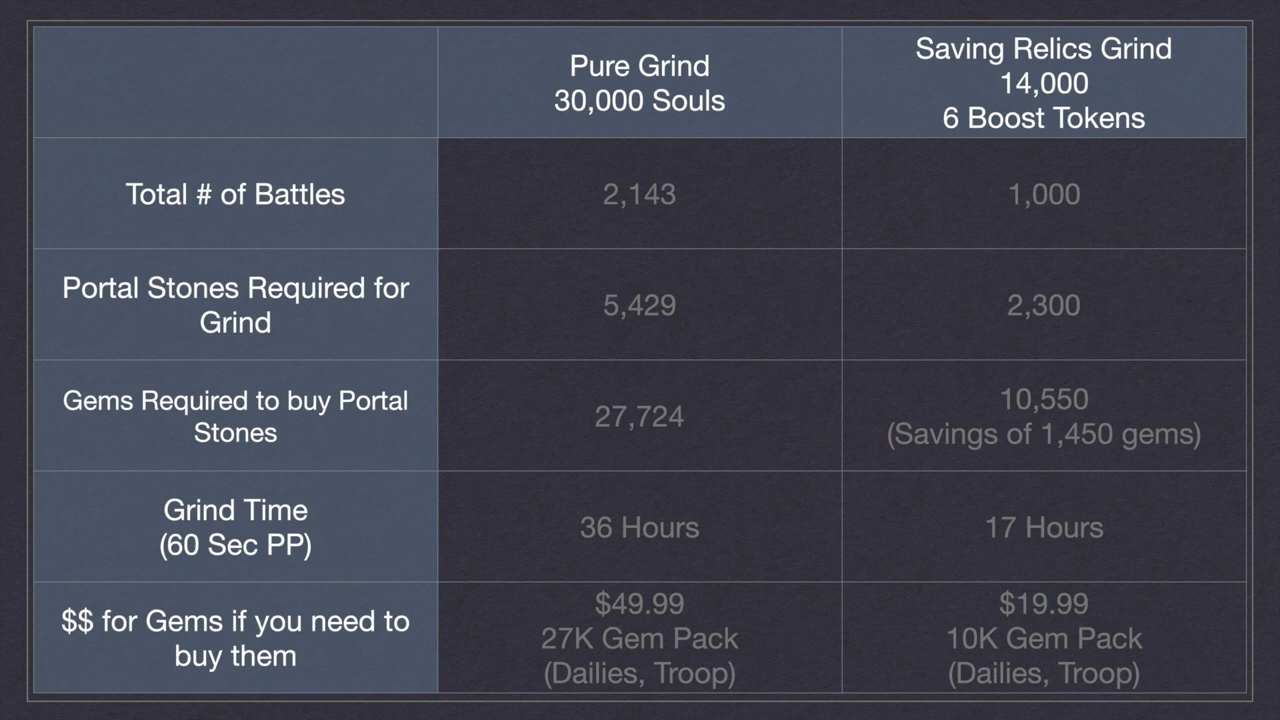 Pure Grind
30,000 Souls
Saving Relics Grind
14,000
6 Boost Tokens
Total # of Battles
2,143
1,000
Portal Stones Required for
Grind
5,429
2,300
Gems Required to buy Portal
Stones
27,724
10,550
(Savings of 1,450 gems)
Grind Time
(60 Sec PP)
36 Hours
17 Hours
$$ for Gems if you need to
buy them
$49.99
27K Gem Pack
(Dailies, Troop)
$19.99
10K Gem Pack
(Dailies, Troop)